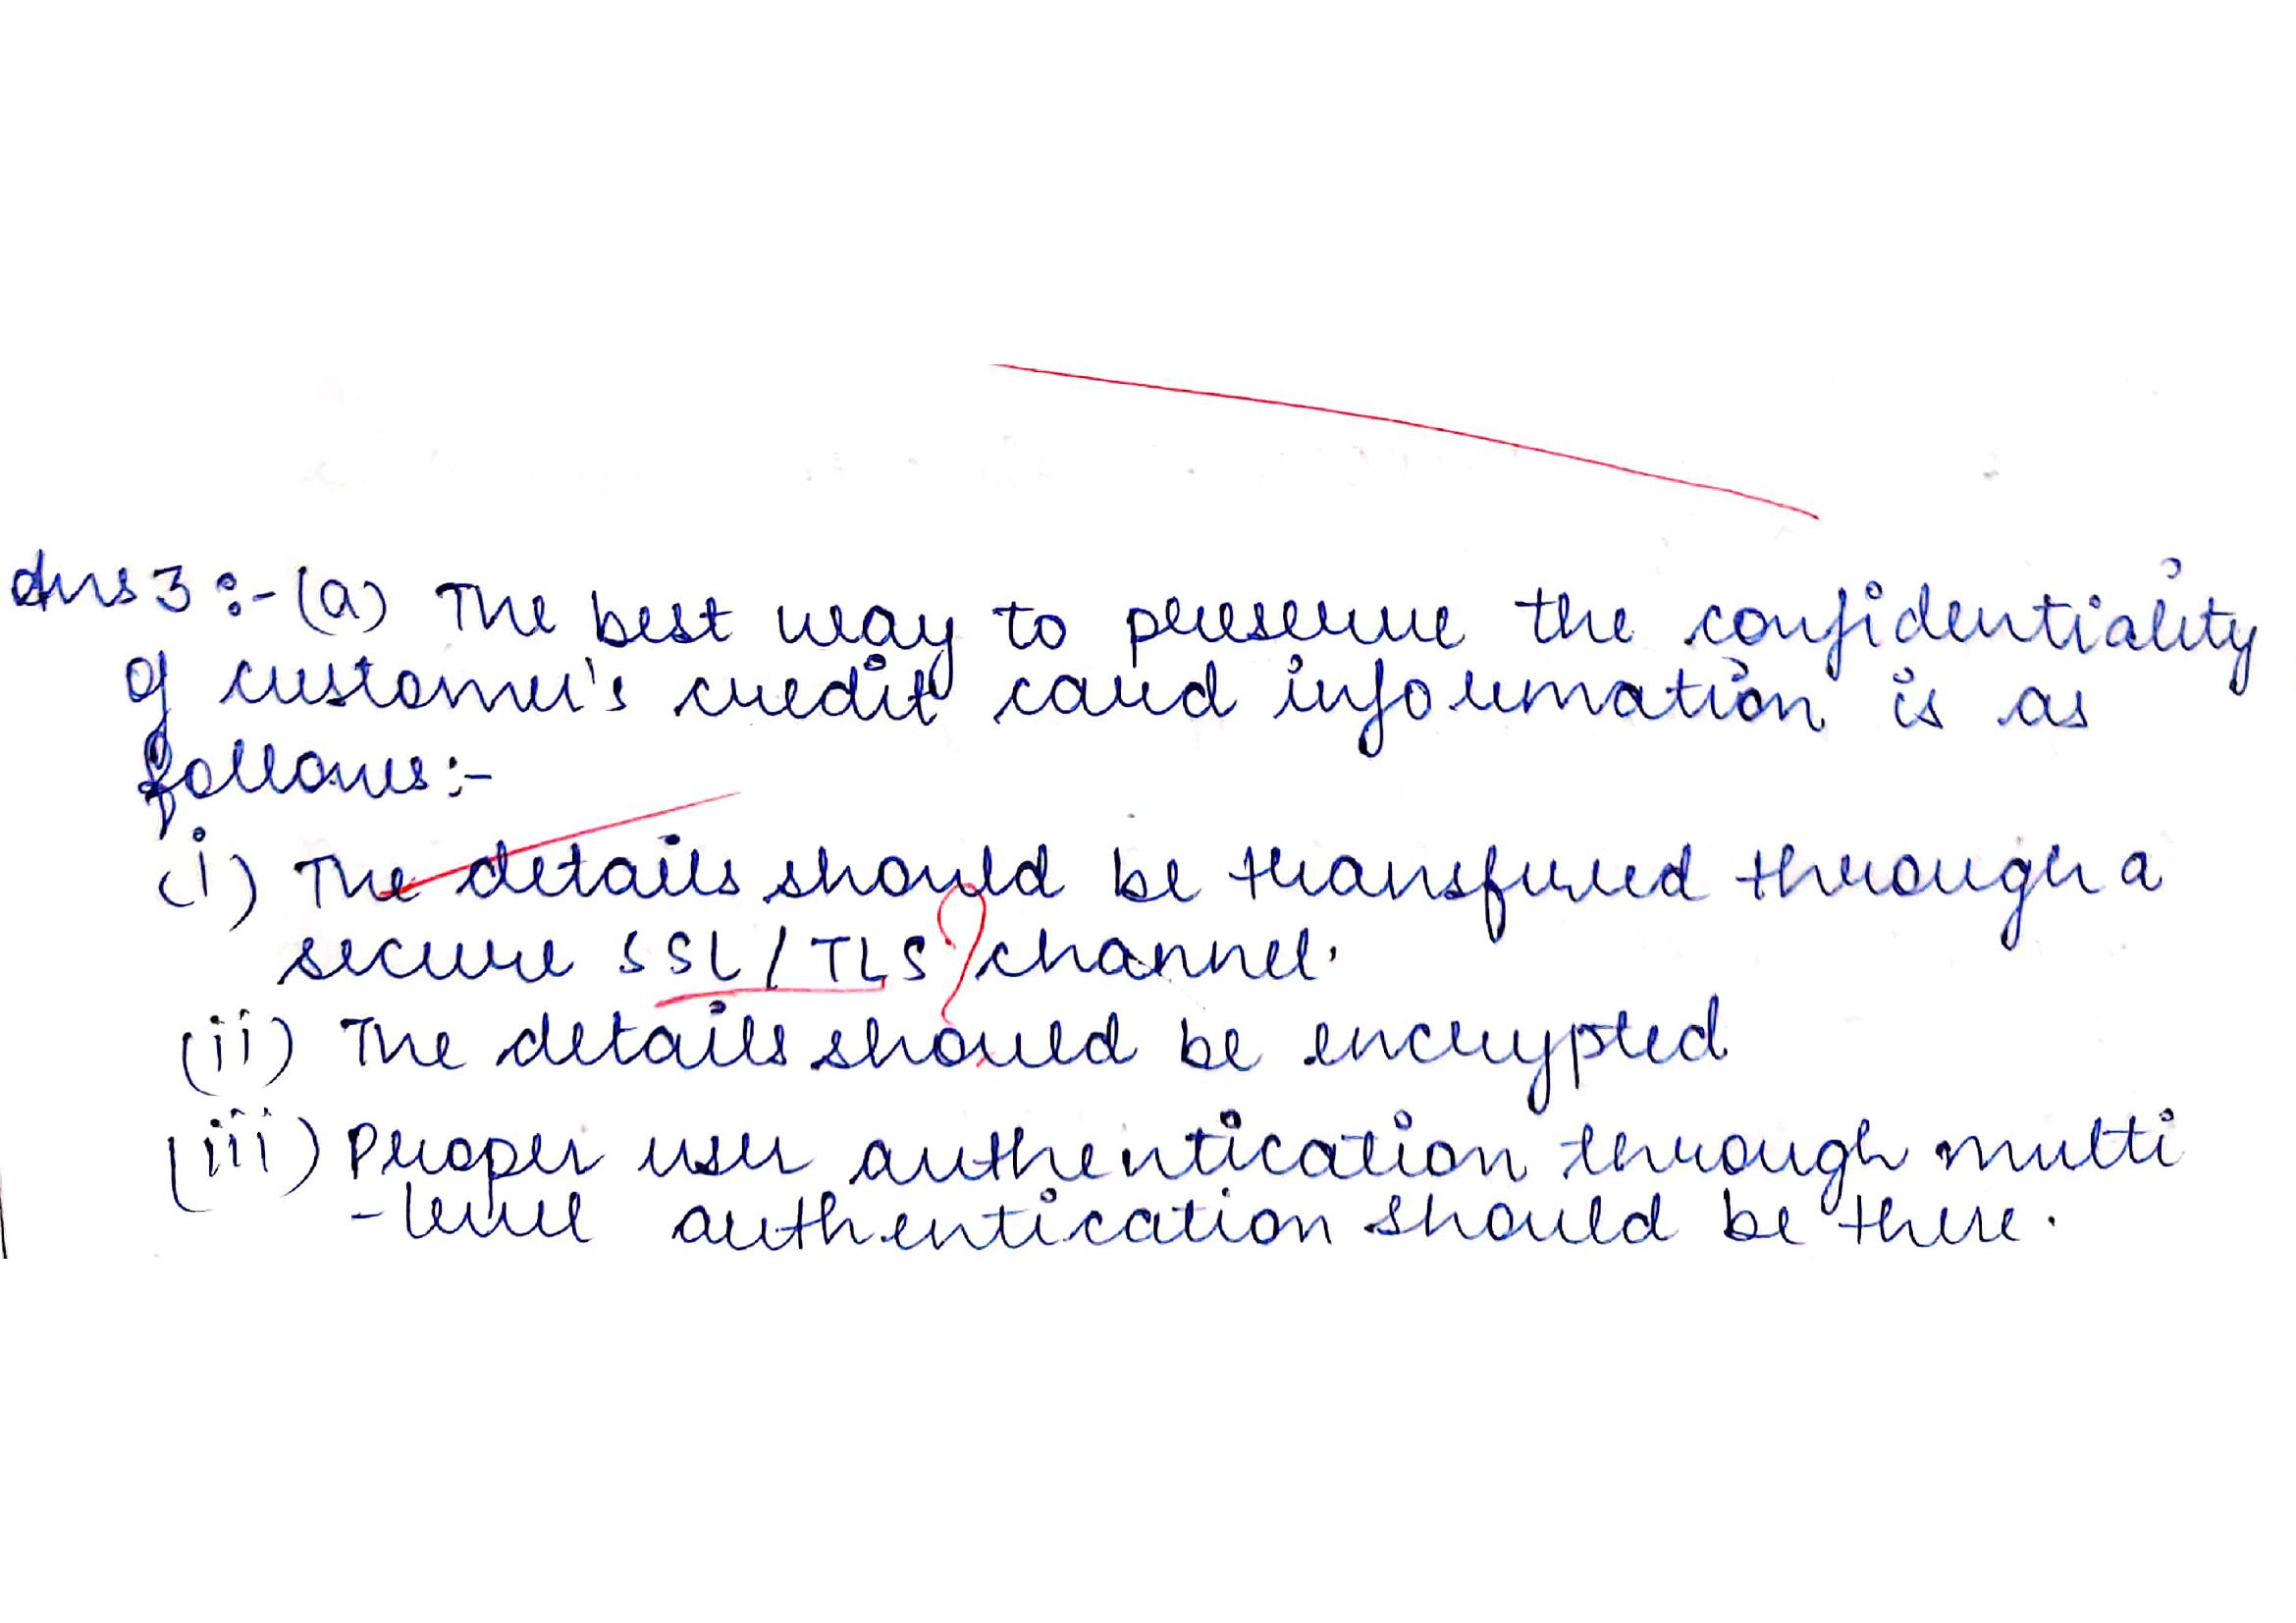 Ans 3 :- (a) The best way to preserve the confidentiality
of customer's credit card information is as
follows:-
(i) The details should be transferred through a
secure SSL / TLS ? channel.
(ii) The details should be encrypted
(iii) Proper user authentication through multi
-level authentication should be there.